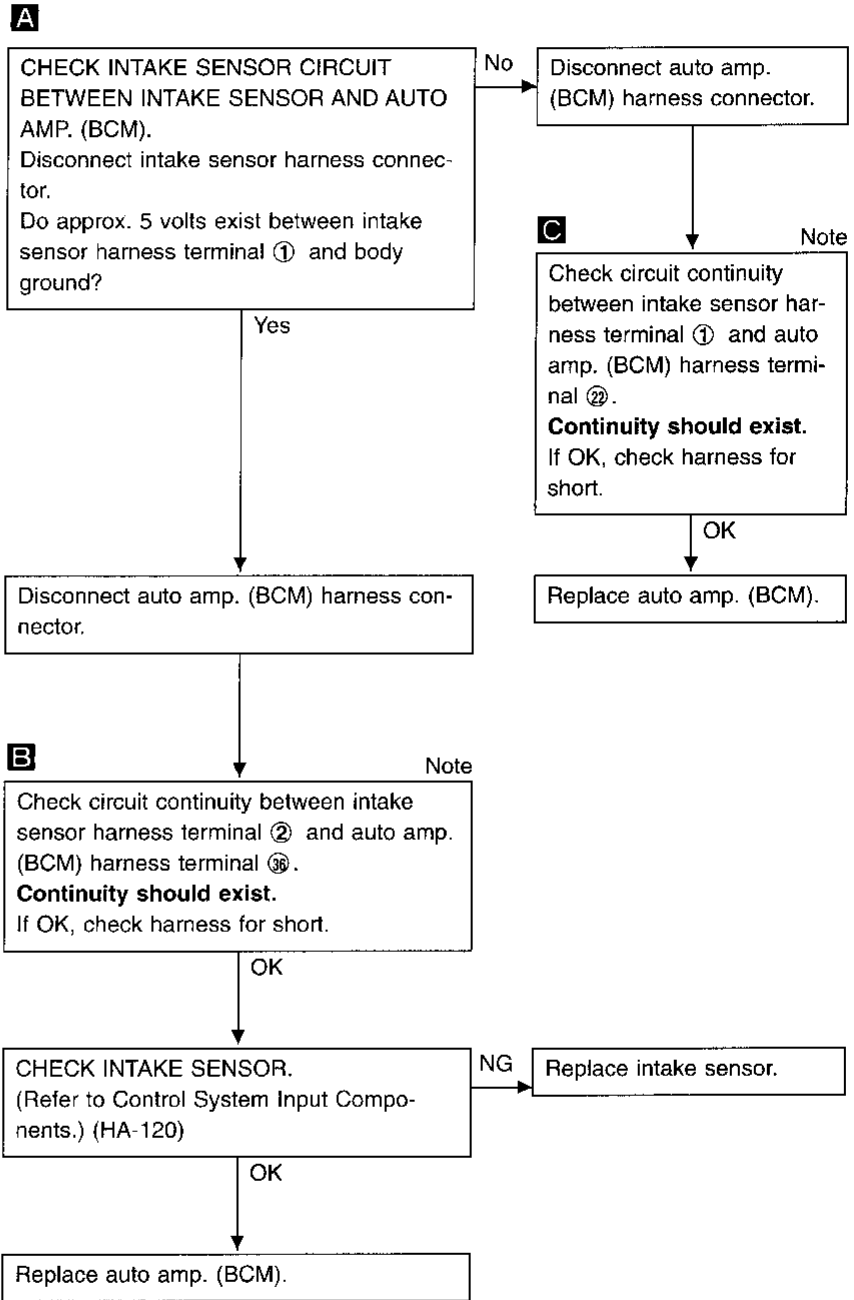 A
CHECK INTAKE SENSOR CIRCUIT
BETWEEN INTAKE SENSOR AND AUTO
AMP. (BCM).
Disconnect intake sensor harness connec-
tor.
Do approx. 5 volts exist between intake
sensor harness terminal ① and body
ground?
No
Disconnect auto amp.
(BCM) harness connector.
C
Note
Check circuit continuity
between intake sensor har-
ness terminal ① and auto
amp. (BCM) harness termi-
nal ㉒.
Continuity should exist.
If OK, check harness for
short.
OK
Replace auto amp. (BCM).
Yes
Disconnect auto amp. (BCM) harness con-
nector.
B
Note
Check circuit continuity between intake
sensor harness terminal ② and auto amp.
(BCM) harness terminal ㊱.
Continuity should exist.
If OK, check harness for short.
OK
CHECK INTAKE SENSOR.
(Refer to Control System Input Compo-
nents.) (HA-120)
NG
Replace intake sensor.
OK
Replace auto amp. (BCM).